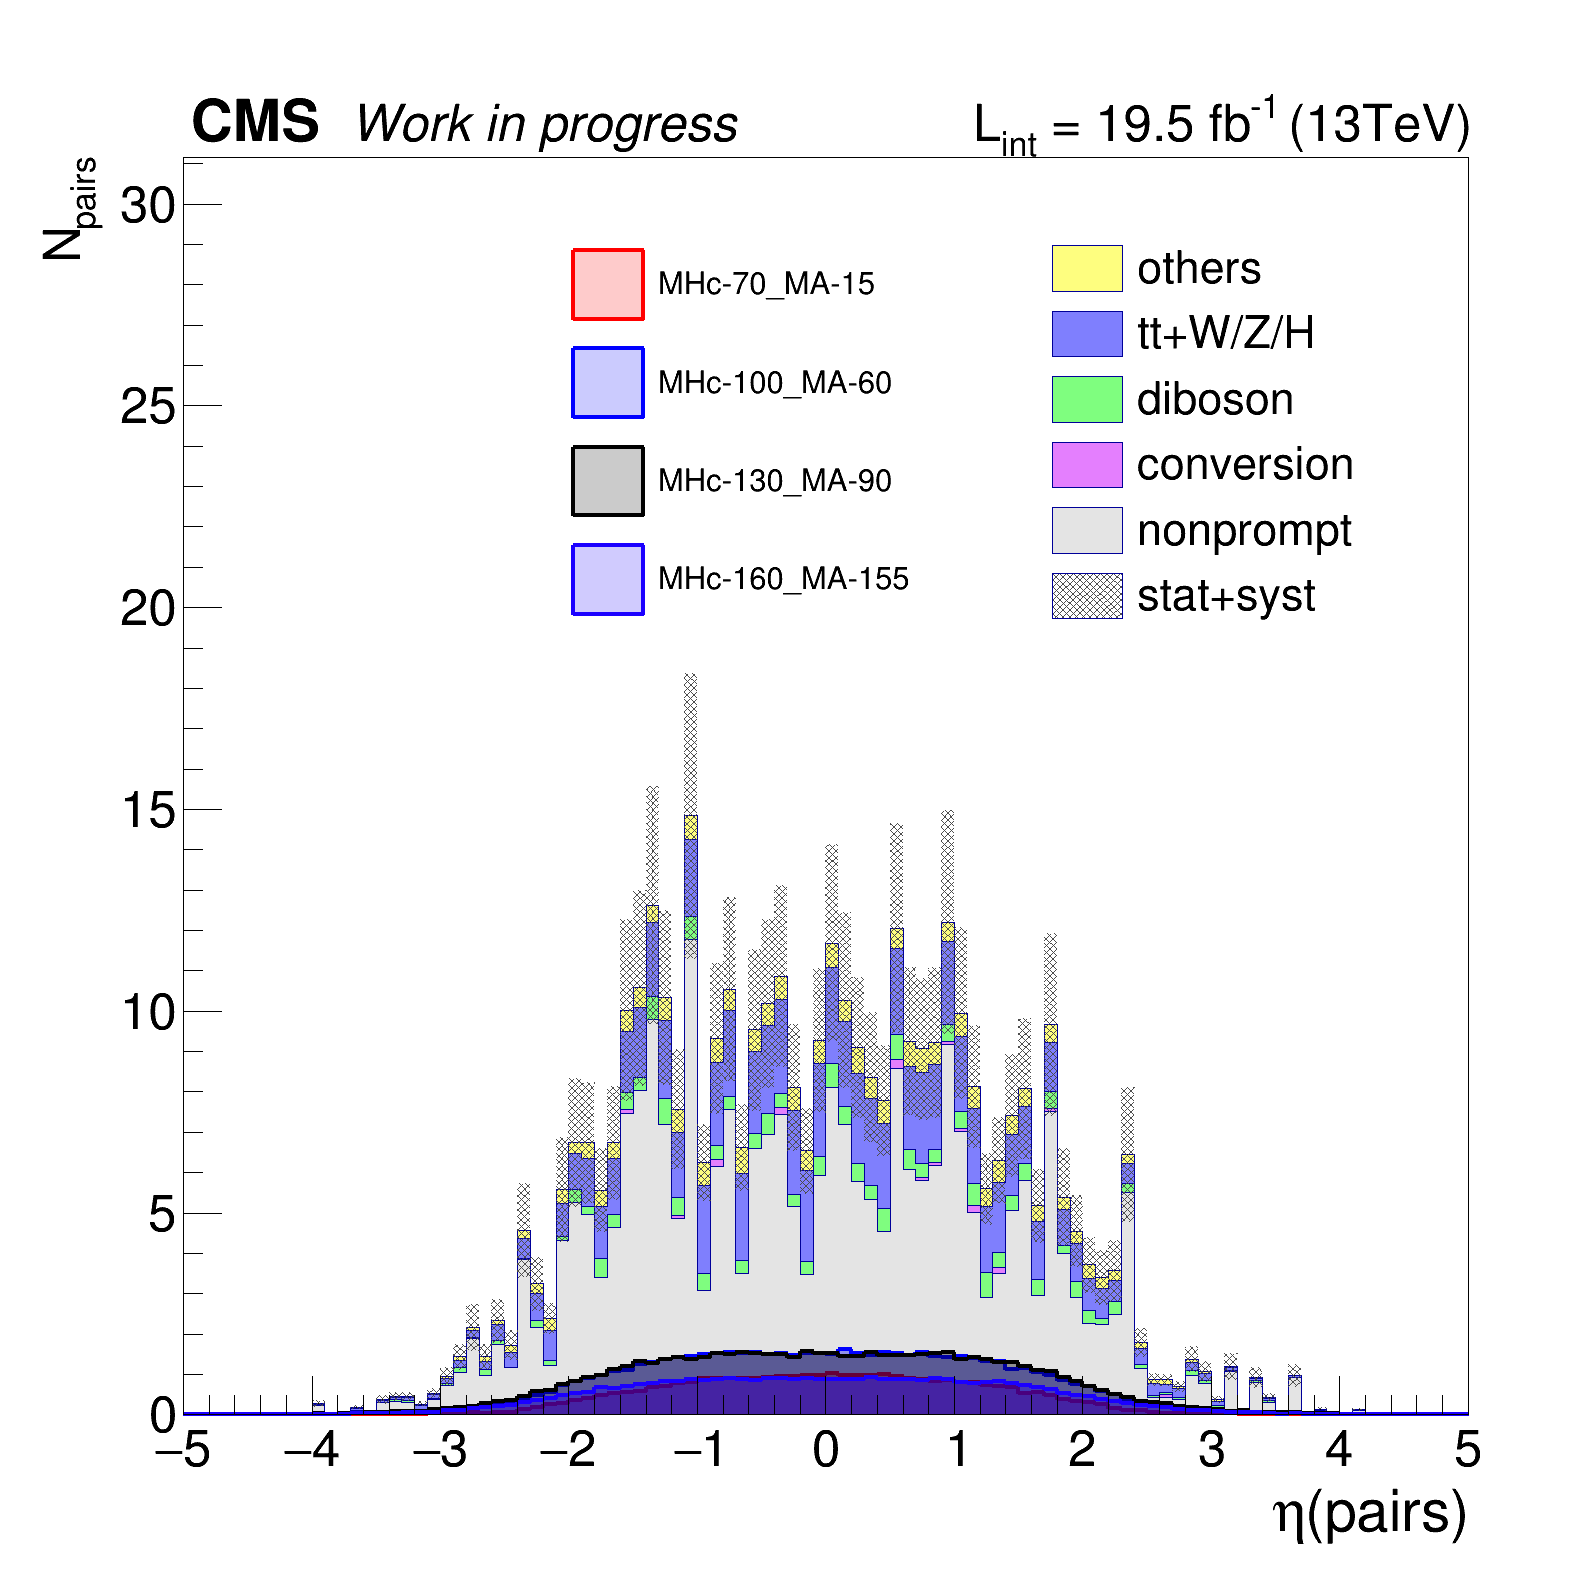 CMS Work in progress L_int = 19.5 fb^-1 (13TeV)
N_pairs
30
25
20
15
10
5
0
MHc-70_MA-15
MHc-100_MA-60
MHc-130_MA-90
MHc-160_MA-155
others
tt+W/Z/H
diboson
conversion
nonprompt
stat+syst
−5 −4 −3 −2 −1 0 1 2 3 4 5
η(pairs)